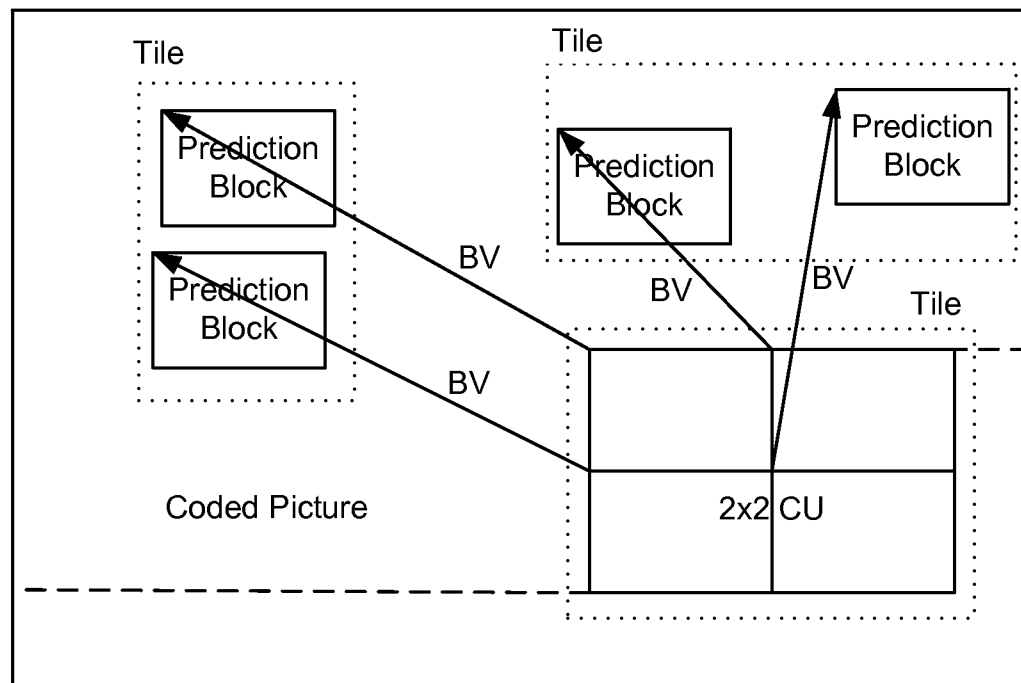 Tile
Tile
Prediction
Block
Prediction
Block
Prediction
Block
Prediction
Block
BV
BV
BV
Tile
BV
Coded Picture
2x2 CU